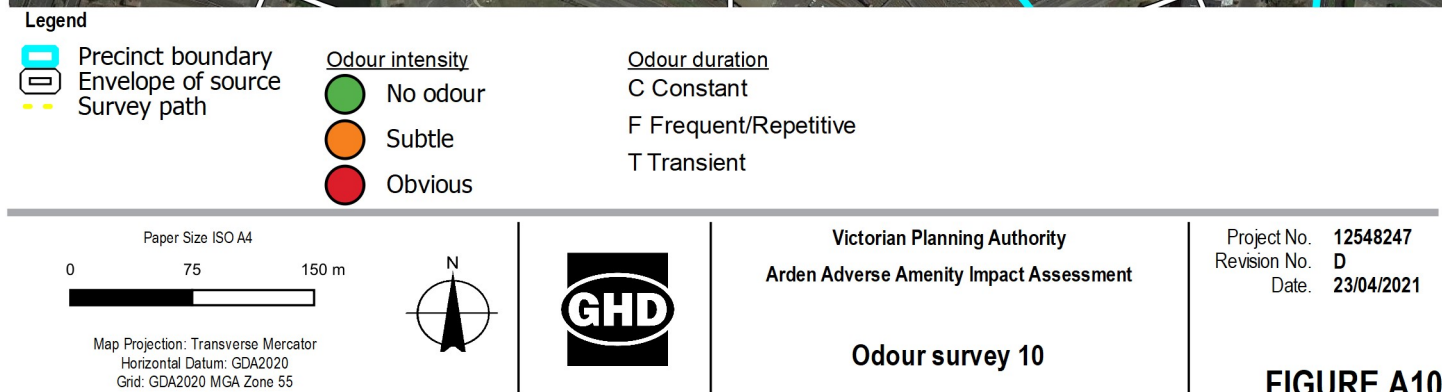 Legend
Precinct boundary
Envelope of source
Survey path
Odour intensity
No odour
Subtle
Obvious
Odour duration
C Constant
F Frequent/Repetitive
T Transient
Paper Size ISO A4
0 75 150 m
Map Projection: Transverse Mercator
Horizontal Datum: GDA2020
Grid: GDA2020 MGA Zone 55
N
GHD
Victorian Planning Authority
Arden Adverse Amenity Impact Assessment
Odour survey 10
Project No. 12548247
Revision No. D
Date. 23/04/2021
FIGURE A10